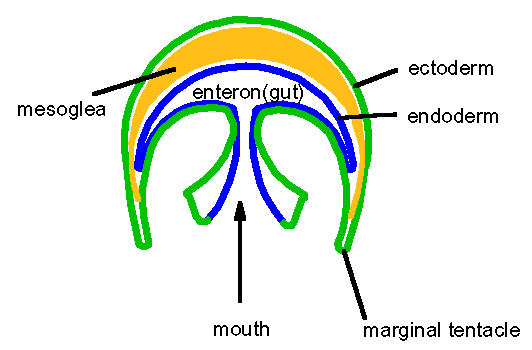 ectoderm
enteron(gut)
mesoglea
endoderm
mouth
marginal tentacle